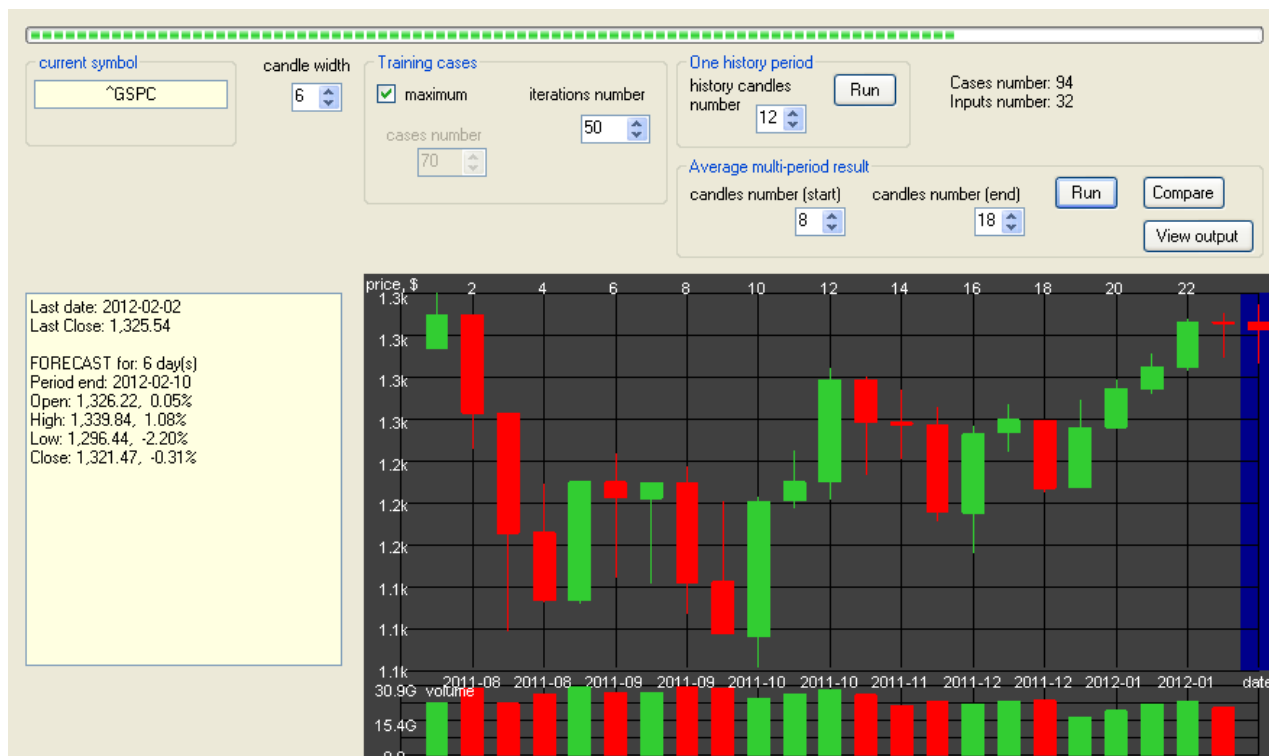 current symbol
^GSPC
candle width
6
Training cases
maximum
iterations number
50
cases number
70
One history period
history candles
number
12
Run
Cases number: 94
Inputs number: 32
Average multi-period result
candles number (start)
8
candles number (end)
18
Run
Compare
View output
Last date: 2012-02-02
Last Close: 1,325.54
FORECAST for: 6 day(s)
Period end: 2012-02-10
Open: 1,326.22, 0.05%
High: 1,339.84, 1.08%
Low: 1,296.44, -2.20%
Close: 1,321.47, -0.31%
price, $
2 4 6 8 10 12 14 16 18 20 22
1.3k
1.3k
1.3k
1.3k
1.2k
1.2k
1.2k
1.1k
1.1k
1.1k
2011-08 2011-08 2011-09 2011-09 2011-10 2011-10 2011-11 2011-12 2011-12 2012-01 2012-01 date
30.9G volume
15.4G
0.0